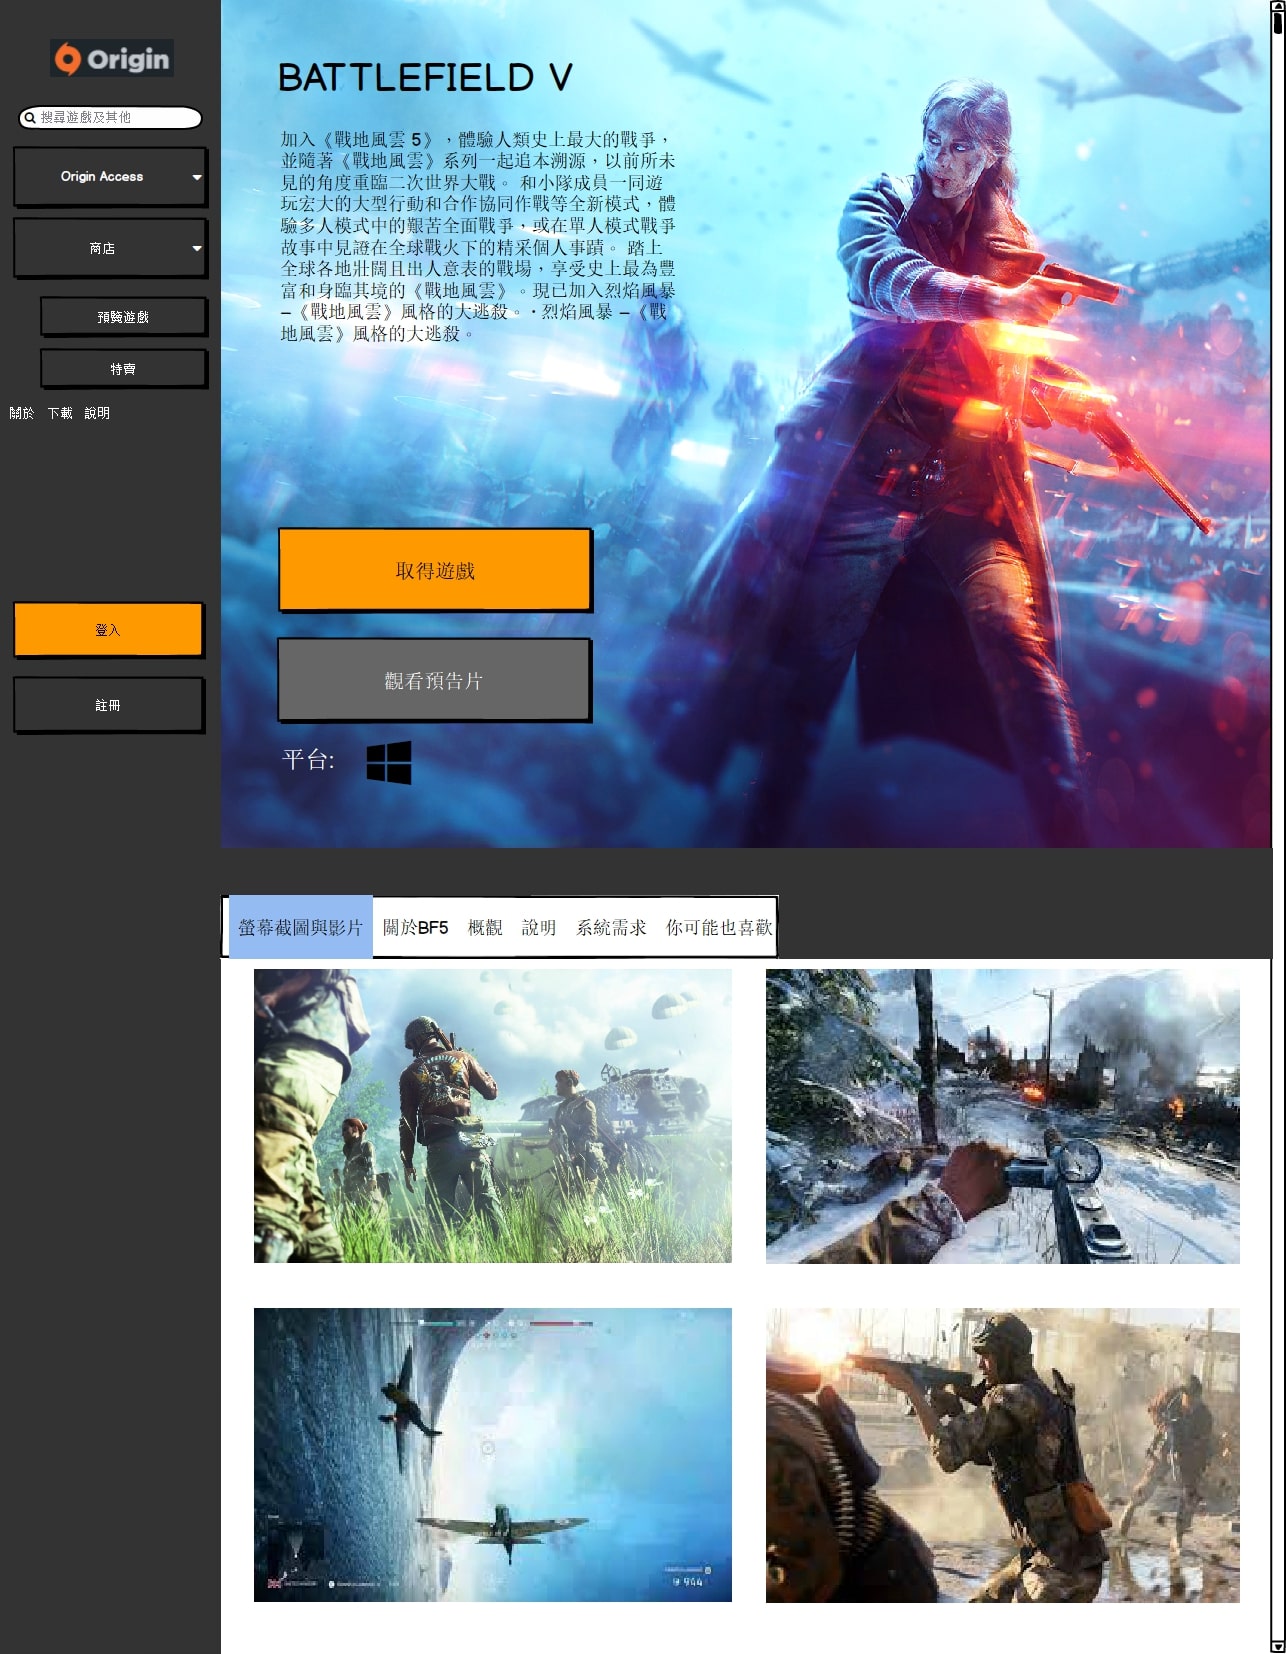 Origin
搜尋遊戲及其他
Origin Access
商店
預覽遊戲
特賣
關於 下載 說明
登入
註冊
BATTLEFIELD V
加入《戰地風雲 5》，體驗人類史上最大的戰爭，
並隨著《戰地風雲》系列一起追本溯源，以前所未
見的角度重臨二次世界大戰。 和小隊成員一同遊
玩宏大的大型行動和合作協同作戰等全新模式，體
驗多人模式中的艱苦全面戰爭，或在單人模式戰爭
故事中見證在全球戰火下的精采個人事蹟。 踏上
全球各地壯闊且出人意表的戰場，享受史上最為豐
富和身臨其境的《戰地風雲》。現已加入烈焰風暴
–《戰地風雲》風格的大逃殺。·烈焰風暴 –《戰
地風雲》風格的大逃殺。
取得遊戲
觀看預告片
平台:
螢幕截圖與影片 關於BF5 概觀 說明 系統需求 你可能也喜歡